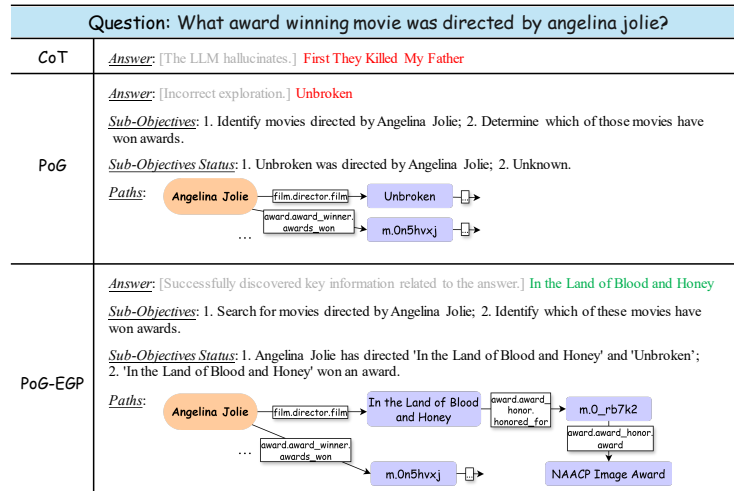 Question: What award winning movie was directed by angelina jolie?
CoT
Answer: [The LLM hallucinates.] First They Killed My Father
PoG
Answer: [Incorrect exploration.] Unbroken
Sub-Objectives: 1. Identify movies directed by Angelina Jolie; 2. Determine which of those movies have
won awards.
Sub-Objectives Status: 1. Unbroken was directed by Angelina Jolie; 2. Unknown.
Paths:
Angelina Jolie
film.director.film
Unbroken
...
award.award_winner.
awards_won
m.0n5hvxj
...
...
PoG-EGP
Answer: [Successfully discovered key information related to the answer.] In the Land of Blood and Honey
Sub-Objectives: 1. Search for movies directed by Angelina Jolie; 2. Identify which of these movies have
won awards.
Sub-Objectives Status: 1. Angelina Jolie has directed 'In the Land of Blood and Honey' and 'Unbroken';
2. 'In the Land of Blood and Honey' won an award.
Paths:
Angelina Jolie
film.director.film
In the Land of Blood
and Honey
award.award_
honor.
honored_for
m.0_rb7k2
award.award_honor.
award
NAACP Image Award
award.award_winner.
awards_won
...
m.0n5hvxj
...